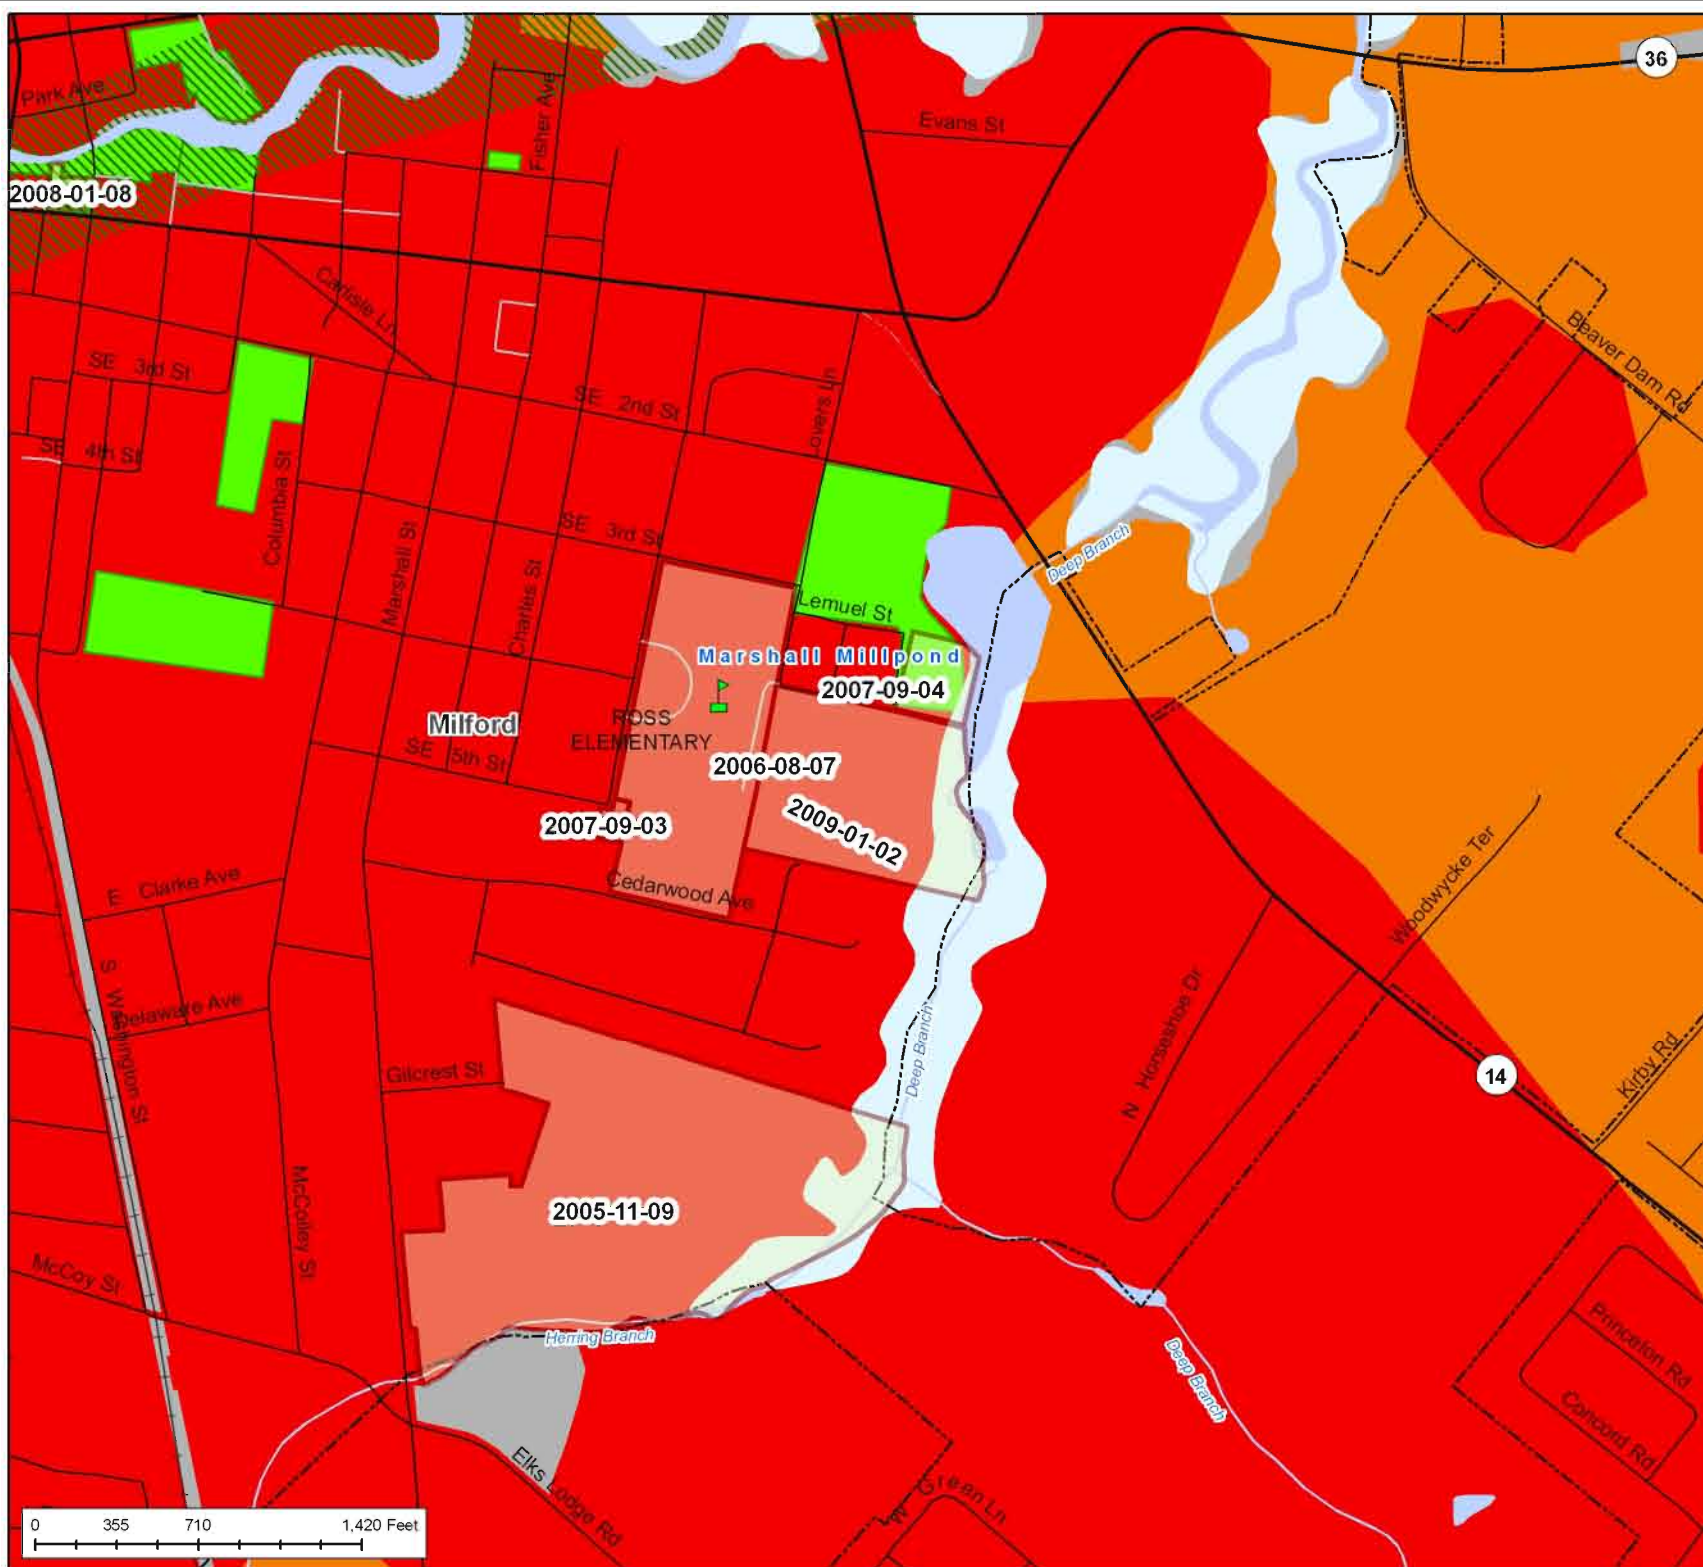 36
Park Ave
Fisher Ave
Evans St
2008-01-08
Carlisle Ln
Beaver Dam Rd
SE 3rd St
SE 2nd St
Lovers Ln
SE 4th St
Columbia St
Marshall St
SE 3rd St
Charles St
Deep Branch
Lemuel St
Marshall Millpond
2007-09-04
Milford
ROSS
ELEMENTARY
SE 5th St
2006-08-07
2007-09-03
2009-01-02
E Clarke Ave
Cedarwood Ave
Woodwycke Ter
S Washington St
Delaware Ave
Deep Branch
N Horseshoe Dr
Gilcrest St
14
Kirby Rd
McColley St
2005-11-09
McCoy St
Herring Branch
Deep Branch
Princeton Rd
Concord Rd
Elks Lodge Rd
W Green Ln
0 355 710 1,420 Feet